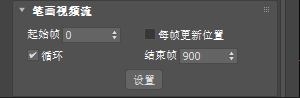 笔画视频流
起始帧 0 每帧更新位置
循环 结束帧 900
设置